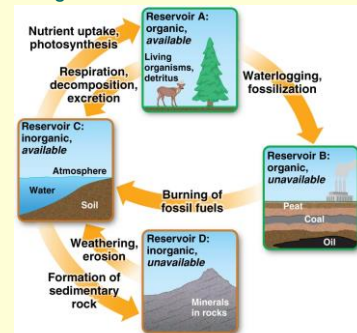 Nutrient uptake,
photosynthesis
Reservoir A:
organic,
available
Living
organisms,
detritus
Respiration,
decomposition,
excretion
Waterlogging,
fossilization
Reservoir C:
inorganic,
available
Atmosphere
Water
Soil
Reservoir B:
organic,
unavailable
Peat
Coal
Oil
Burning of
fossil fuels
Weathering,
erosion
Formation of
sedimentary
rock
Reservoir D:
inorganic,
unavailable
Minerals
in rocks